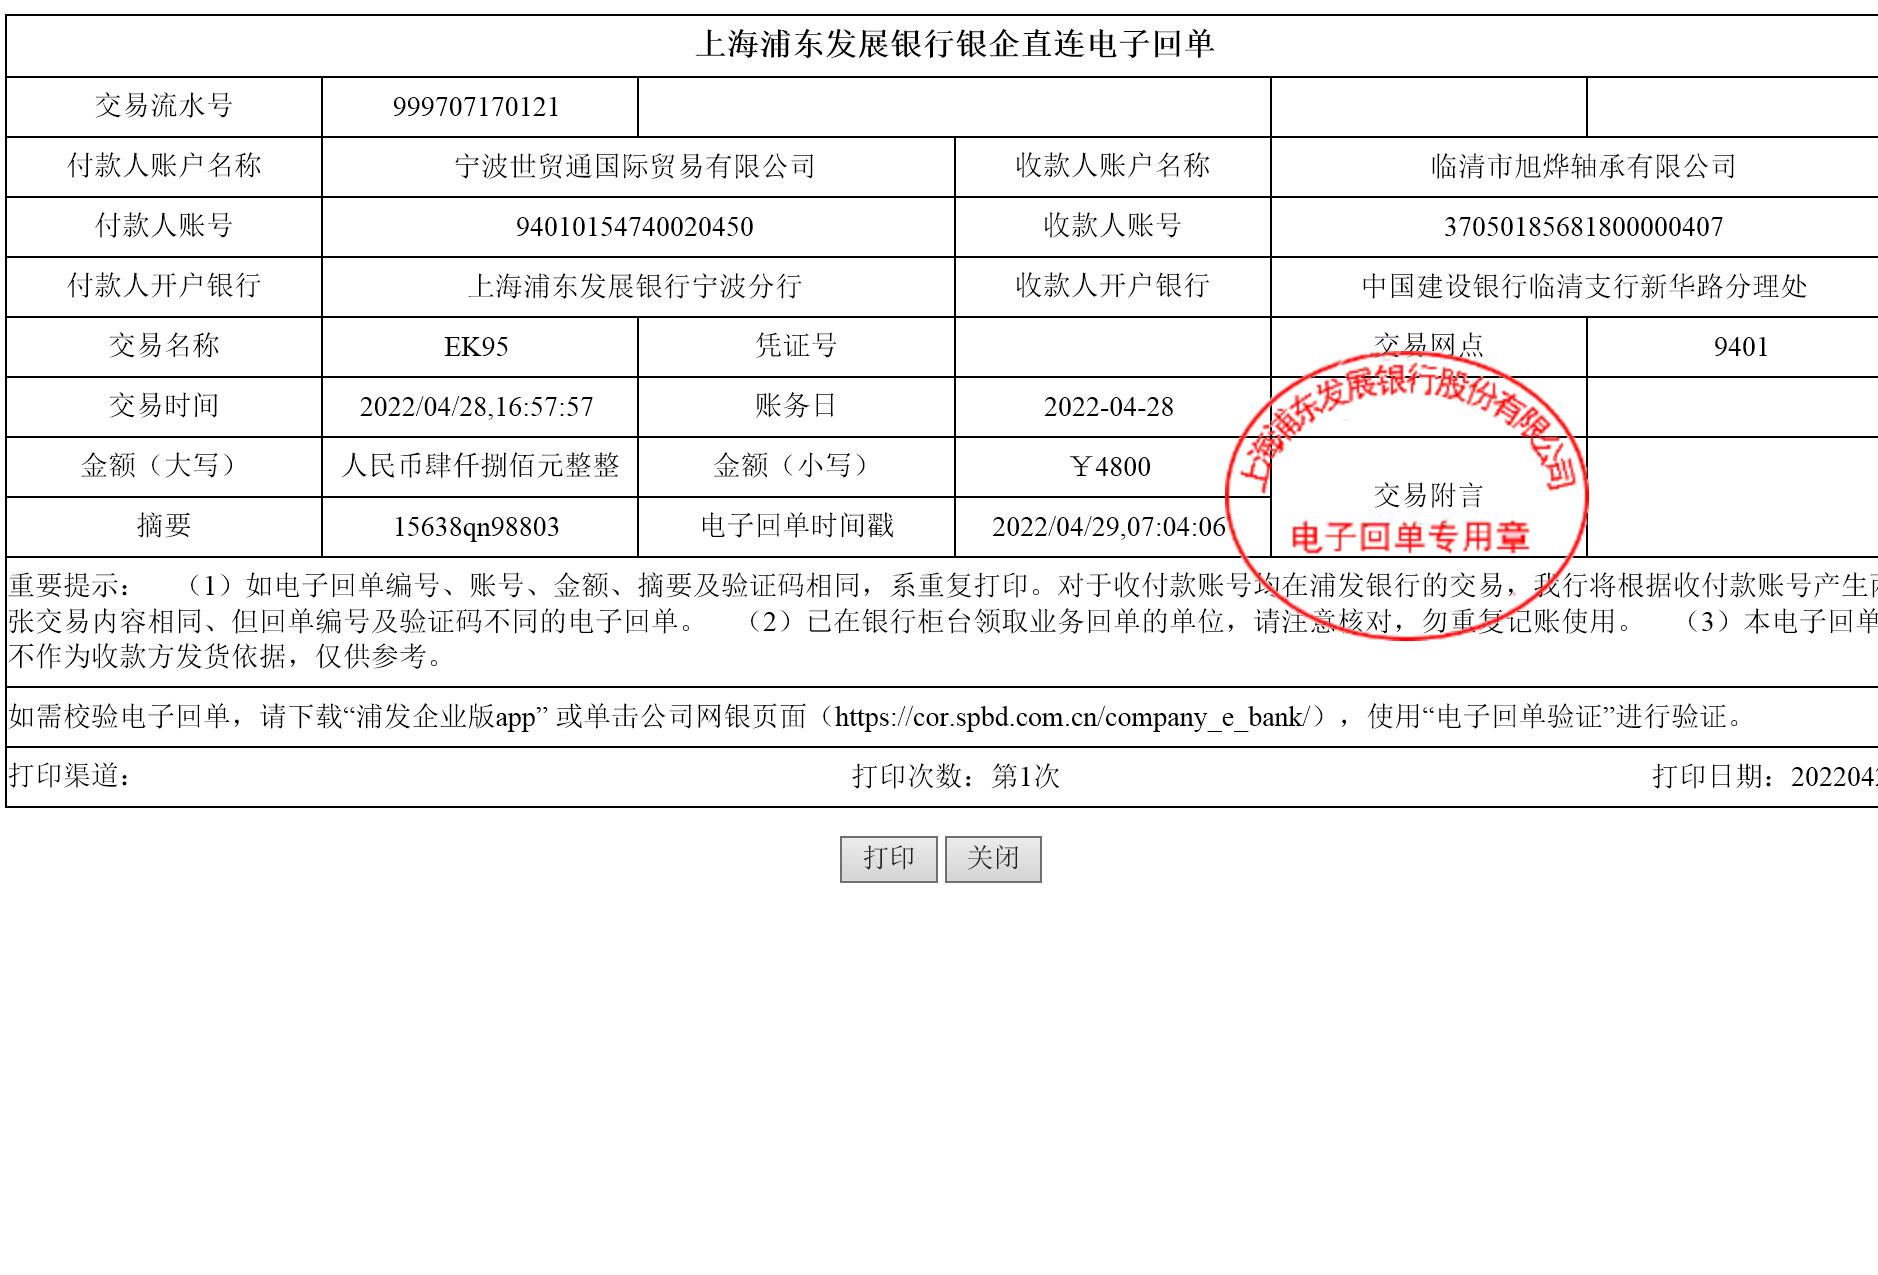 上海浦东发展银行银企直连电子回单
交易流水号 999707170121
付款人账户名称 宁波世贸通国际贸易有限公司 收款人账户名称 临清市旭烨轴承有限公司
付款人账号 94010154740020450 收款人账号 37050185681800000407
付款人开户银行 上海浦东发展银行宁波分行 收款人开户银行 中国建设银行临清支行新华路分理处
交易名称 EK95 凭证号 交易网点 9401
交易时间 2022/04/28,16:57:57 账务日 2022-04-28
上海浦东发展银行股份有限公司
金额（大写） 人民币肆仟捌佰元整整 金额（小写） ￥4800
交易附言
摘要 15638qn98803 电子回单时间戳 2022/04/29,07:04:06
电子回单专用章
重要提示： （1）如电子回单编号、账号、金额、摘要及验证码相同，系重复打印。对于收付款账号均在浦发银行的交易，我行将根据收付款账号产生两
张交易内容相同、但回单编号及验证码不同的电子回单。 （2）已在银行柜台领取业务回单的单位，请注意核对，勿重复记账使用。 （3）本电子回单
不作为收款方发货依据，仅供参考。
如需校验电子回单，请下载“浦发企业版app” 或单击公司网银页面（https://cor.spbd.com.cn/company_e_bank/），使用“电子回单验证”进行验证。
打印渠道： 打印次数：第1次 打印日期：2022042
打印 关闭